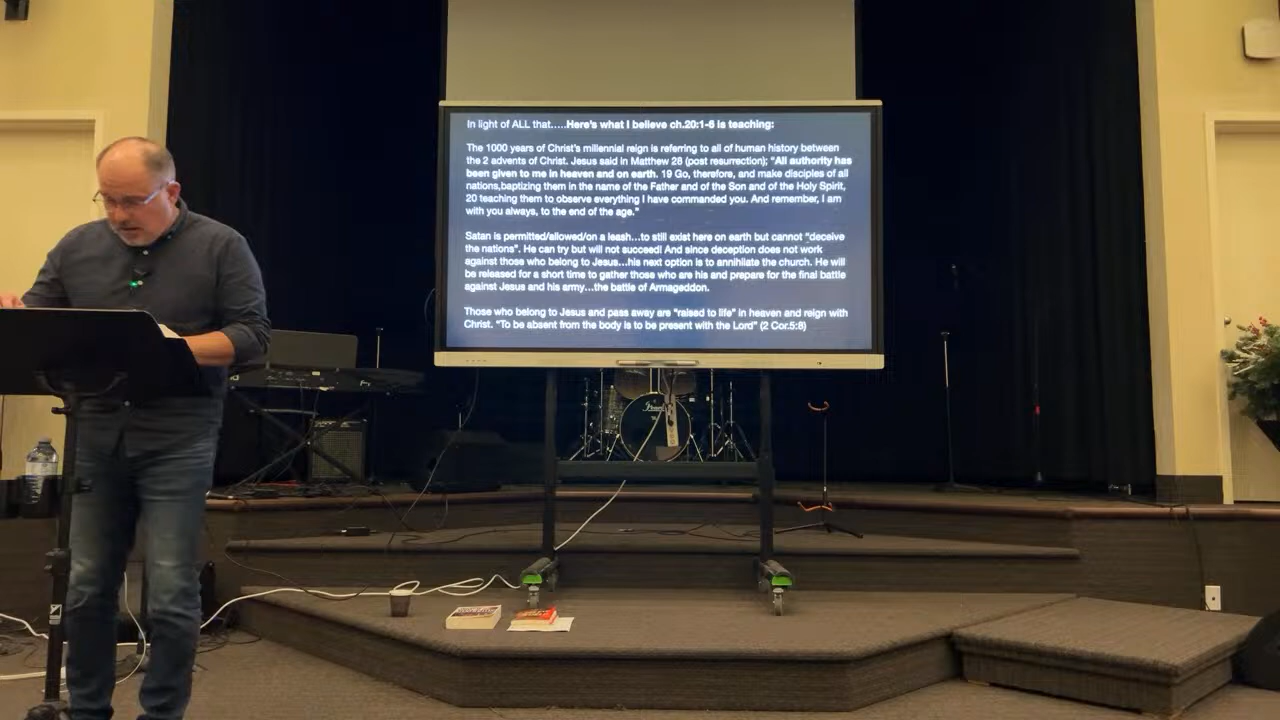 In light of ALL that.....Here's what I believe ch.20:1-6 is teaching:
The 1000 years of Christ's millennial reign is referring to all of human history between
the 2 advents of Christ. Jesus said in Matthew 28 (post resurrection); "All authority has
been given to me in heaven and on earth. 19 Go, therefore, and make disciples of all
nations,baptizing them in the name of the Father and of the Son and of the Holy Spirit,
20 teaching them to observe everything I have commanded you. And remember, I am
with you always, to the end of the age."
Satan is permitted/allowed/on a leash...to still exist here on earth but cannot "deceive
the nations". He can try but will not succeed! And since deception does not work
against those who belong to Jesus...his next option is to annihilate the church. He will
be released for a short time to gather those who are his and prepare for the final battle
against Jesus and his army...the battle of Armageddon.
Those who belong to Jesus and pass away are "raised to life" in heaven and reign with
Christ. "To be absent from the body is to be present with the Lord" (2 Cor.5:8)